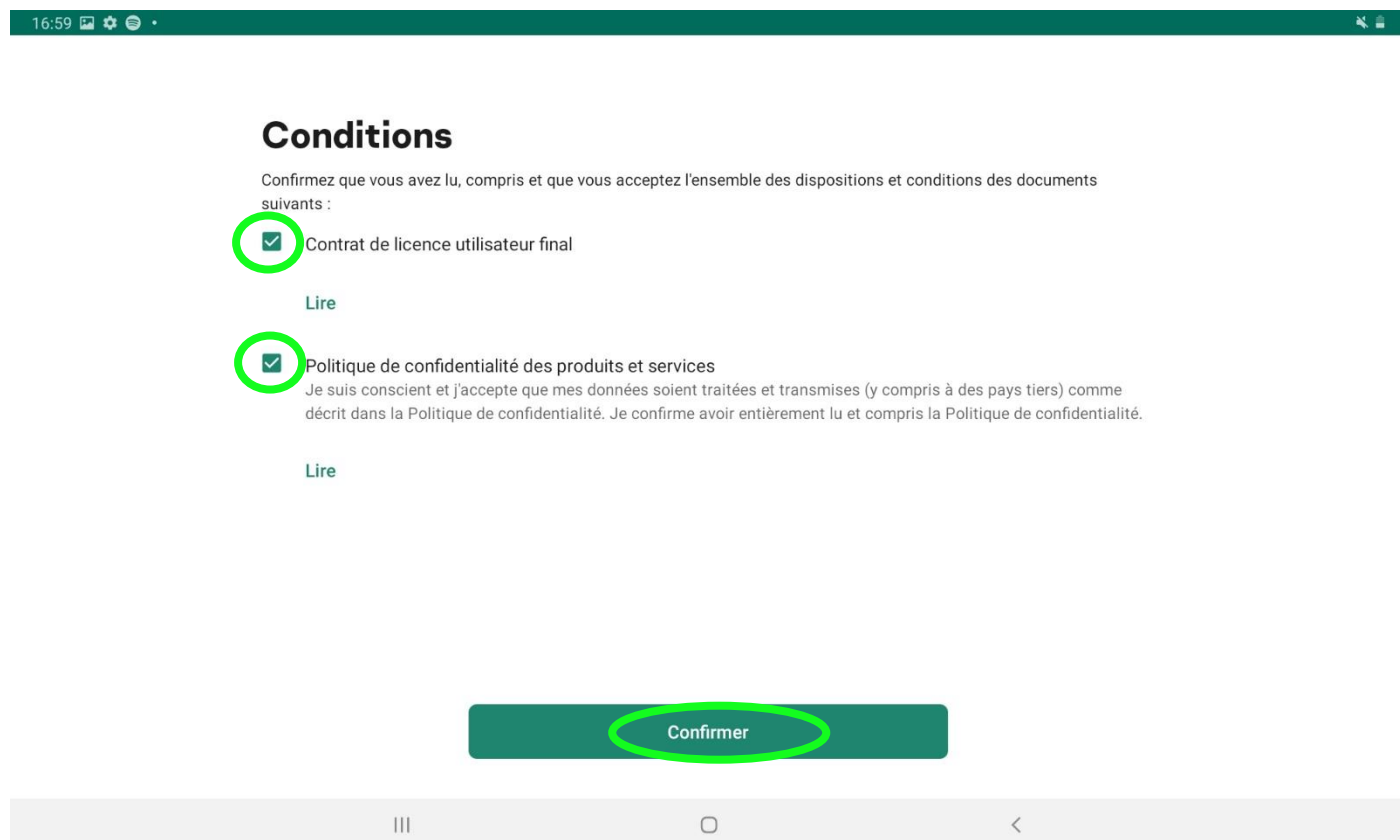 16:59
Conditions
Confirmez que vous avez lu, compris et que vous acceptez l'ensemble des dispositions et conditions des documents
suivants :
Contrat de licence utilisateur final
Lire
Politique de confidentialité des produits et services
Je suis conscient et j'accepte que mes données soient traitées et transmises (y compris à des pays tiers) comme
décrit dans la Politique de confidentialité. Je confirme avoir entièrement lu et compris la Politique de confidentialité.
Lire
Confirmer